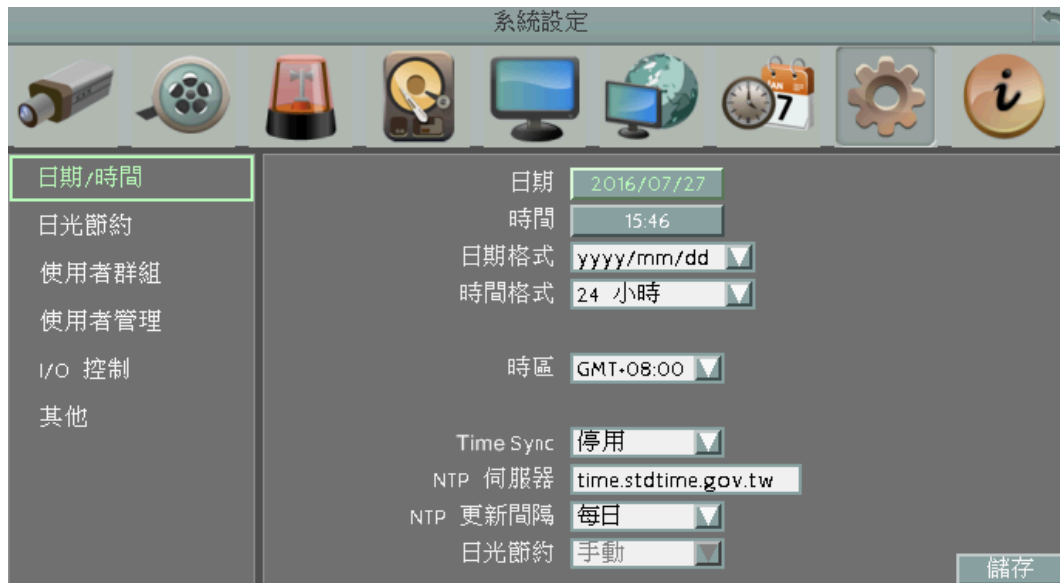 系統設定
JAN
7
i
日期/時間
日光節約
使用者群組
使用者管理
I/O 控制
其他
日期 2016/07/27
時間 15:46
日期格式 yyyy/mm/dd
時間格式 24 小時
時區 GMT+08:00
Time Sync 停用
NTP 伺服器 time.stdtime.gov.tw
NTP 更新間隔 每日
日光節約 手動
儲存